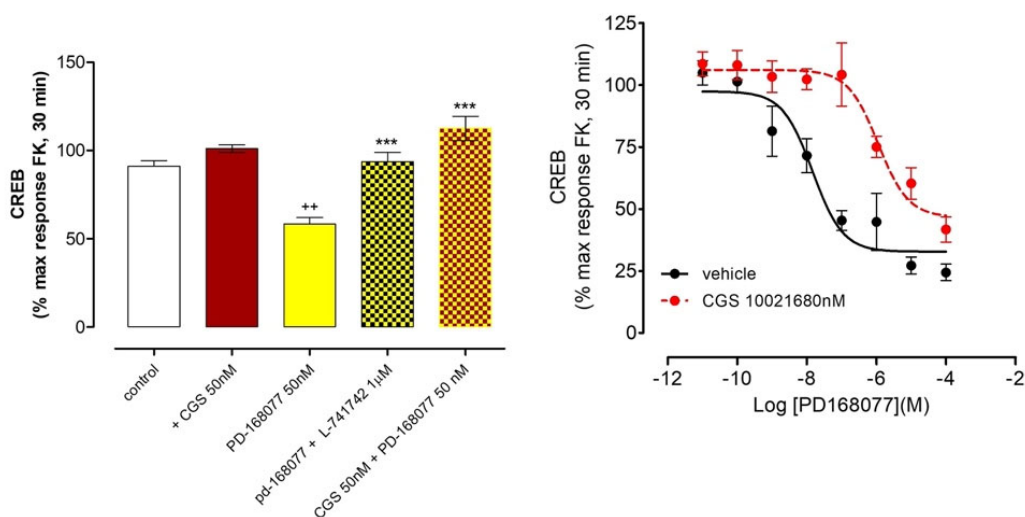 CREB
(% max response FK, 30 min)
150
100
50
0
++
***
***
control
+ CGS 50nM
PD-168077 50nM
pd-168077 + L-741742 1µM
CGS 50nM + PD-168077 50 nM
CREB
(% max response FK, 30 min)
125
100
75
50
25
0
vehicle
CGS 10021680nM
-12
-10
-8
-6
-4
-2
Log [PD168077](M)